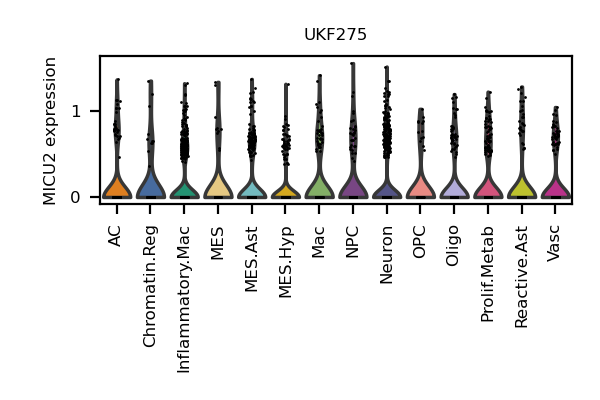 UKF275
MICU2 expression
1
0
AC
Chromatin.Reg
Inflammatory.Mac
MES
MES.Ast
MES.Hyp
Mac
NPC
Neuron
OPC
Oligo
Prolif.Metab
Reactive.Ast
Vasc